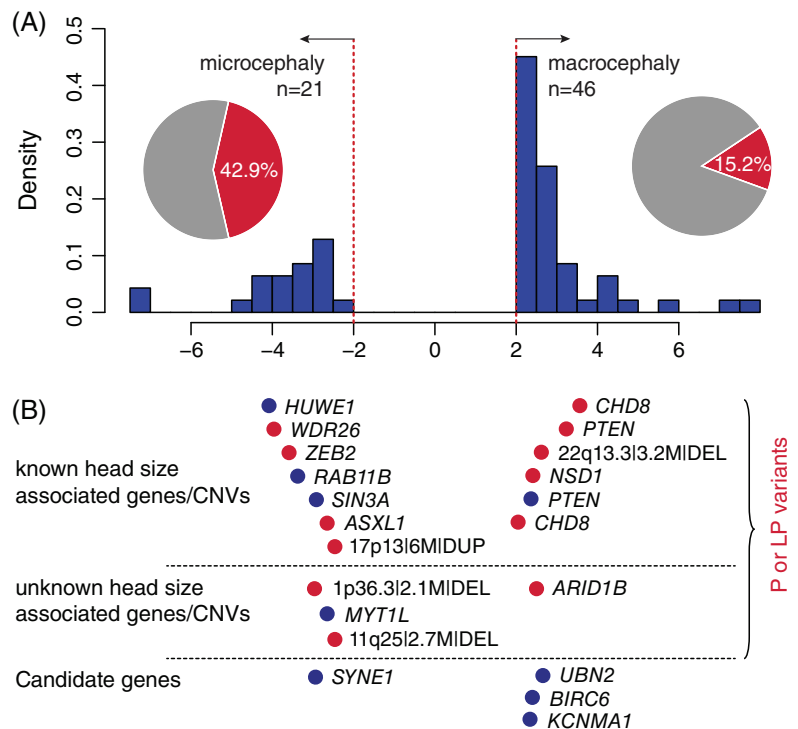 (A)
Density
0.5
0.4
0.3
0.2
0.1
0.0
microcephaly
n=21
macrocephaly
n=46
42.9%
15.2%
−6
−4
−2
0
2
4
6
(B)
known head size
associated genes/CNVs
HUWE1
WDR26
ZEB2
RAB11B
SIN3A
ASXL1
17p13|6M|DUP
CHD8
PTEN
22q13.3|3.2M|DEL
NSD1
PTEN
CHD8
unknown head size
associated genes/CNVs
1p36.3|2.1M|DEL
MYT1L
11q25|2.7M|DEL
ARID1B
P or LP variants
Candidate genes
SYNE1
UBN2
BIRC6
KCNMA1